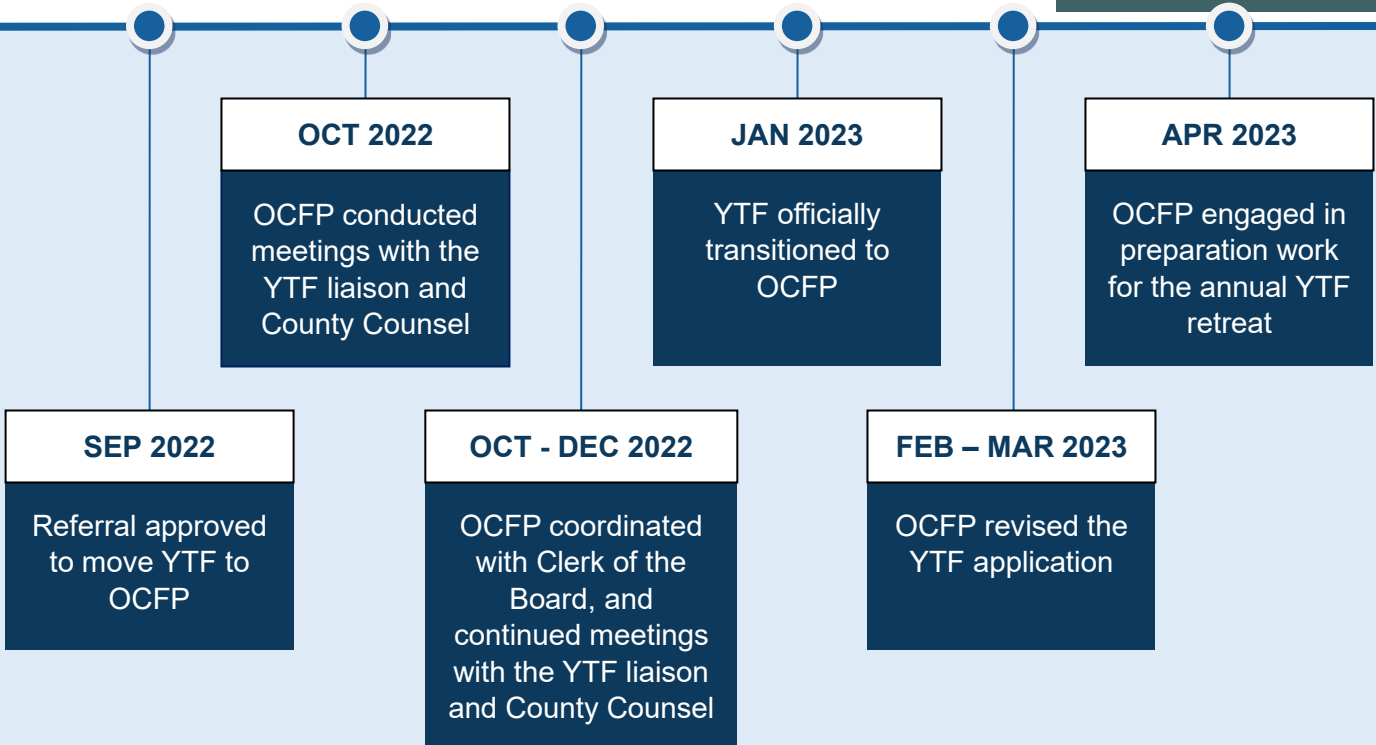 SEP 2022
Referral approved
to move YTF to
OCFP
OCT 2022
OCFP conducted
meetings with the
YTF liaison and
County Counsel
OCT - DEC 2022
OCFP coordinated
with Clerk of the
Board, and
continued meetings
with the YTF liaison
and County Counsel
JAN 2023
YTF officially
transitioned to
OCFP
FEB – MAR 2023
OCFP revised the
YTF application
APR 2023
OCFP engaged in
preparation work
for the annual YTF
retreat